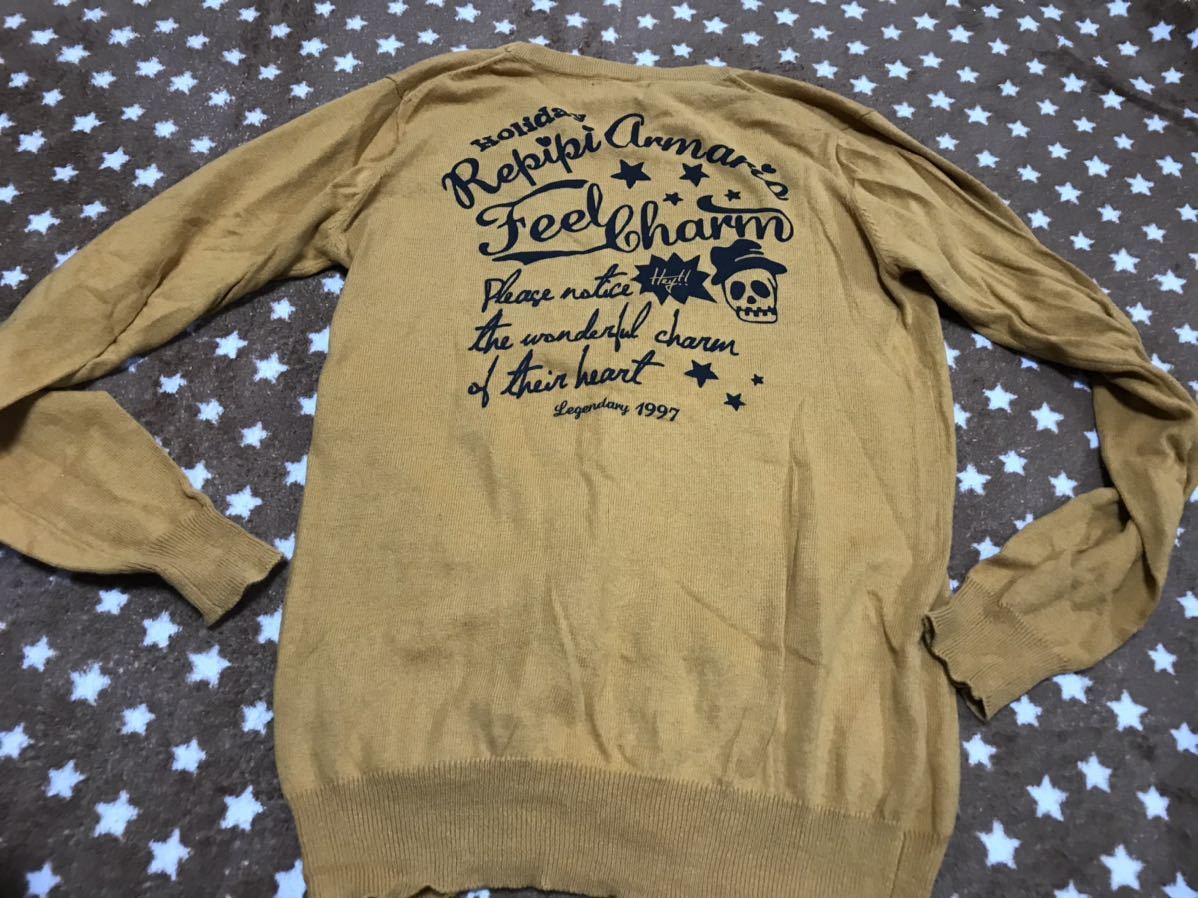 Holiday
Repipi Armario
Feel Charm
Please notice Hey!!
the wonderful charm
of their heart
Legendary 1997